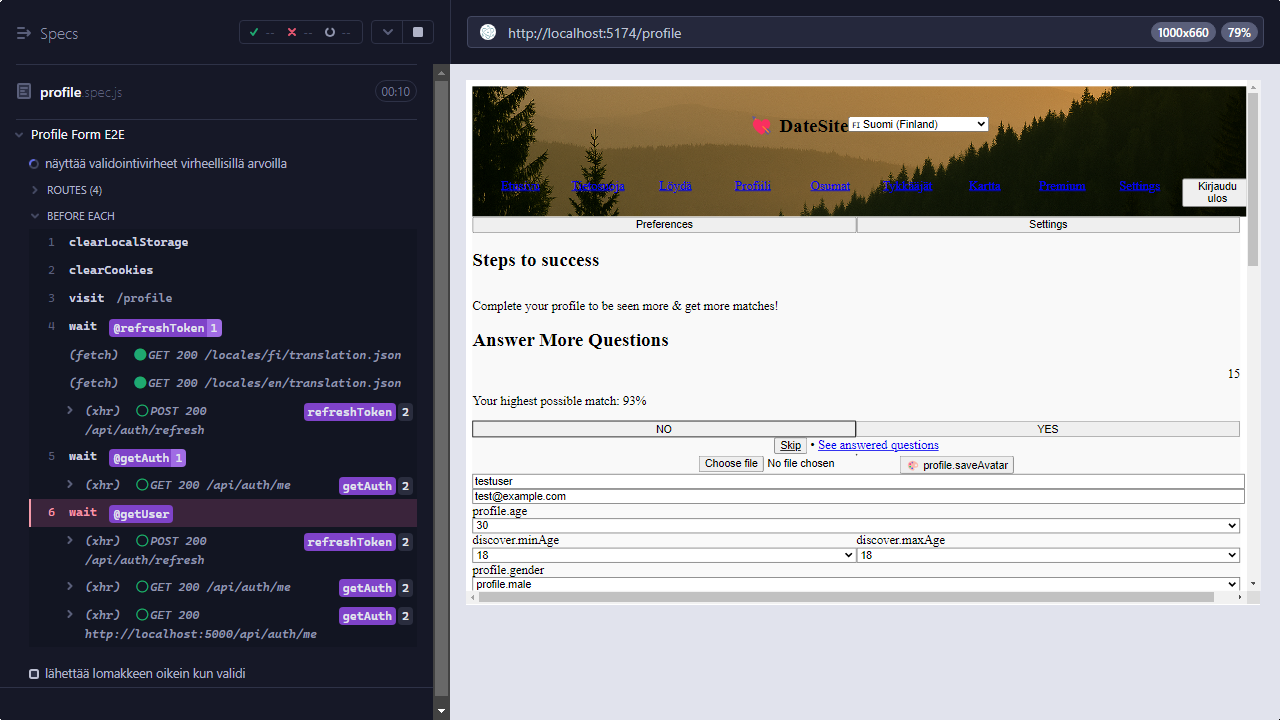 Specs
-- -- --
profile spec.js
00:10
Profile Form E2E
näyttää validointivirheet virheellisillä arvoilla
ROUTES (4)
BEFORE EACH
1 clearLocalStorage
2 clearCookies
3 visit /profile
4 wait @refreshToken 1
(fetch) GET 200 /locales/fi/translation.json
(fetch) GET 200 /locales/en/translation.json
(xhr) POST 200 /api/auth/refresh refreshToken 2
5 wait @getAuth 1
(xhr) GET 200 /api/auth/me getAuth 2
6 wait @getUser
(xhr) POST 200 /api/auth/refresh refreshToken 2
(xhr) GET 200 /api/auth/me getAuth 2
(xhr) GET 200 http://localhost:5000/api/auth/me getAuth 2
lähettää lomakkeen oikein kun validi
http://localhost:5174/profile
1000x660
79%
DateSite
FI Suomi (Finland)
Löydä Profiili Osumat Kartta Premium Settings
Kirjaudu ulos
Preferences Settings
Steps to success
Complete your profile to be seen more & get more matches!
Answer More Questions
15
Your highest possible match: 93%
NO YES
Skip • See answered questions
Choose file No file chosen profile.saveAvatar
testuser
test@example.com
profile.age
30
discover.minAge discover.maxAge
18 18
profile.gender
profile.male